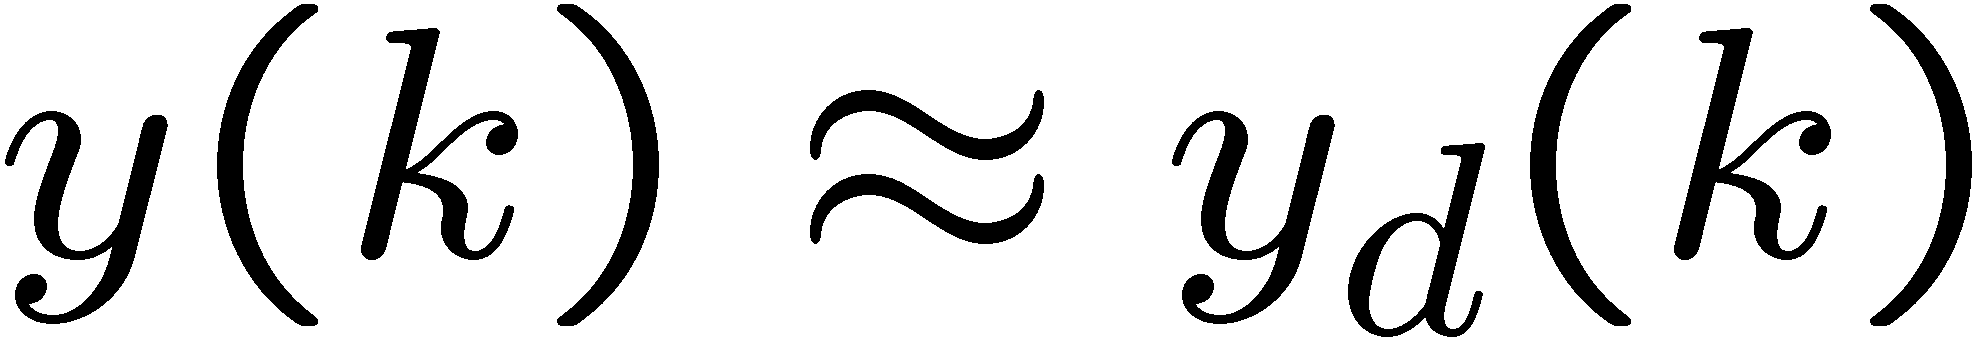 y(k) ≈ y_d(k)